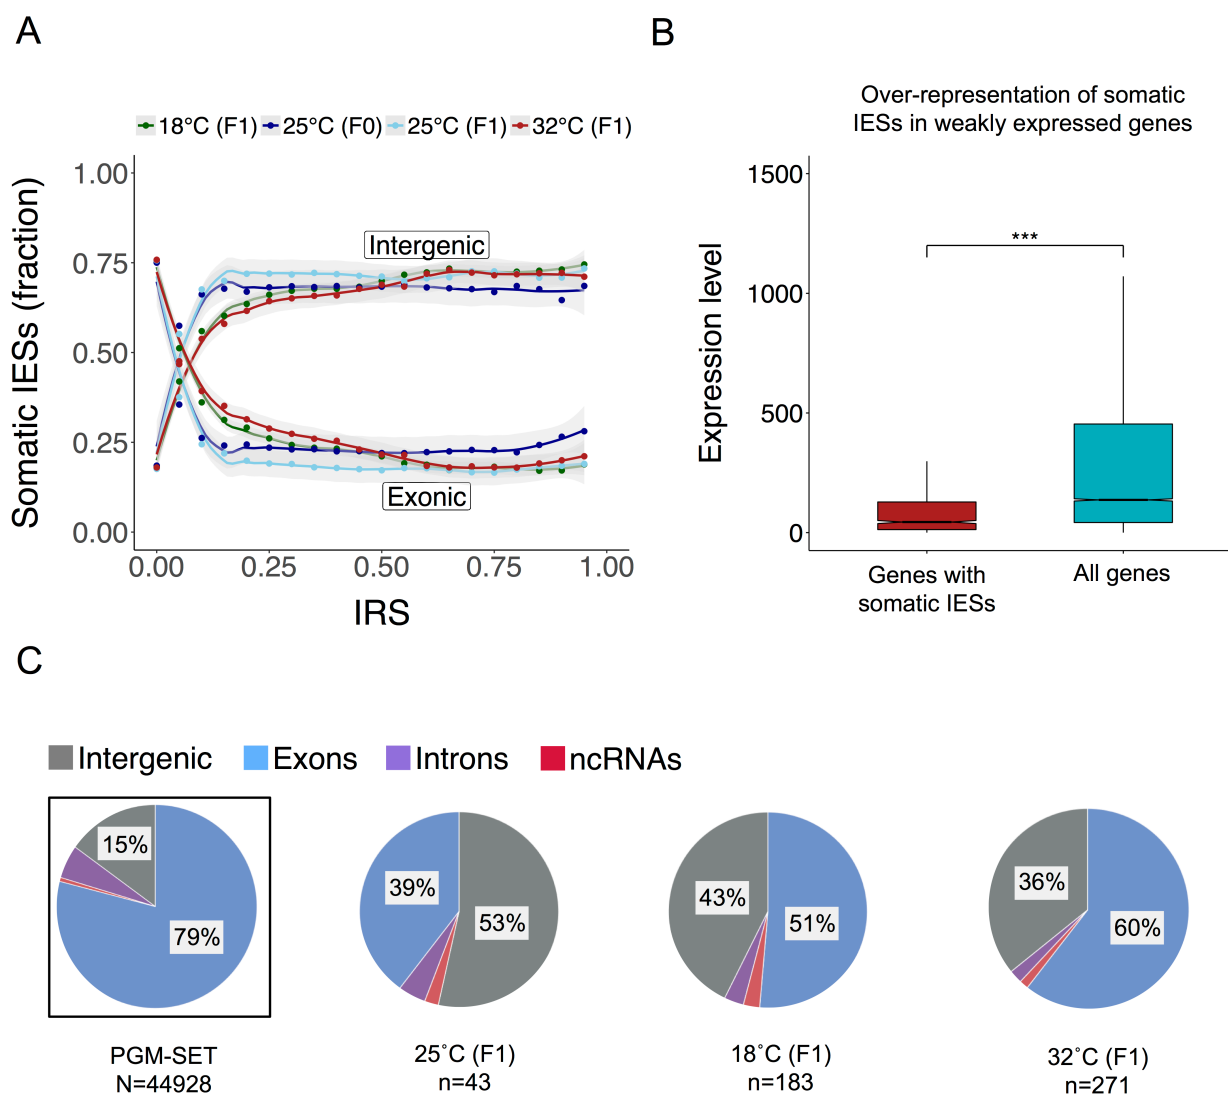 A
B
Over-representation of somatic
IESs in weakly expressed genes
18°C (F1) 25°C (F0) 25°C (F1) 32°C (F1)
Somatic IESs (fraction)
1.00
0.75
0.50
0.25
0.00
Intergenic
Exonic
0.00 0.25 0.50 0.75 1.00
IRS
Expression level
1500
1000
500
0
***
Genes with
somatic IESs
All genes
C
Intergenic Exons Introns ncRNAs
15%
79%
39%
53%
43%
51%
36%
60%
PGM-SET
N=44928
25°C (F1)
n=43
18°C (F1)
n=183
32°C (F1)
n=271